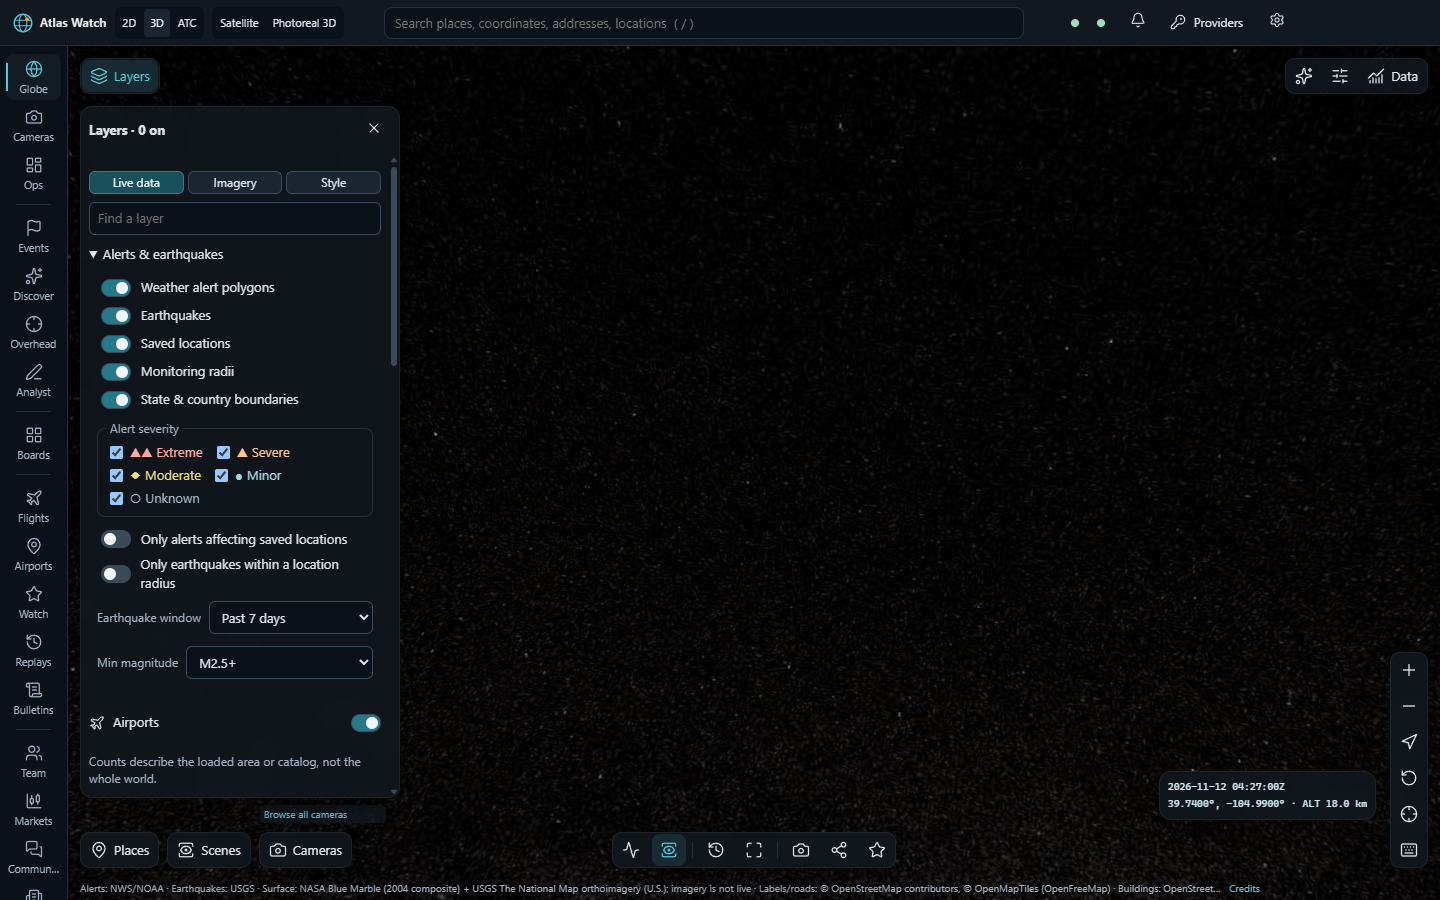 Atlas Watch 2D 3D ATC Satellite Photoreal 3D Search places, coordinates, addresses, locations ( / ) Providers
Globe
Cameras
Ops
Events
Discover
Overhead
Analyst
Boards
Flights
Airports
Watch
Replays
Bulletins
Team
Markets
Commun...
Layers
Data
Layers · 0 on
Live data Imagery Style
Find a layer
Alerts & earthquakes
Weather alert polygons
Earthquakes
Saved locations
Monitoring radii
State & country boundaries
Alert severity
Extreme Severe
Moderate Minor
Unknown
Only alerts affecting saved locations
Only earthquakes within a location
radius
Earthquake window Past 7 days
Min magnitude M2.5+
Airports
Counts describe the loaded area or catalog, not the
whole world.
Browse all cameras
Places Scenes Cameras
2026-11-12 04:27:00Z
39.7400°, -104.9900° · ALT 18.0 km
Alerts: NWS/NOAA · Earthquakes: USGS · Surface: NASA Blue Marble (2004 composite) + USGS The National Map orthoimagery (U.S.); imagery is not live · Labels/roads: © OpenStreetMap contributors, © OpenMapTiles (OpenFreeMap) · Buildings: OpenStreet... Credits